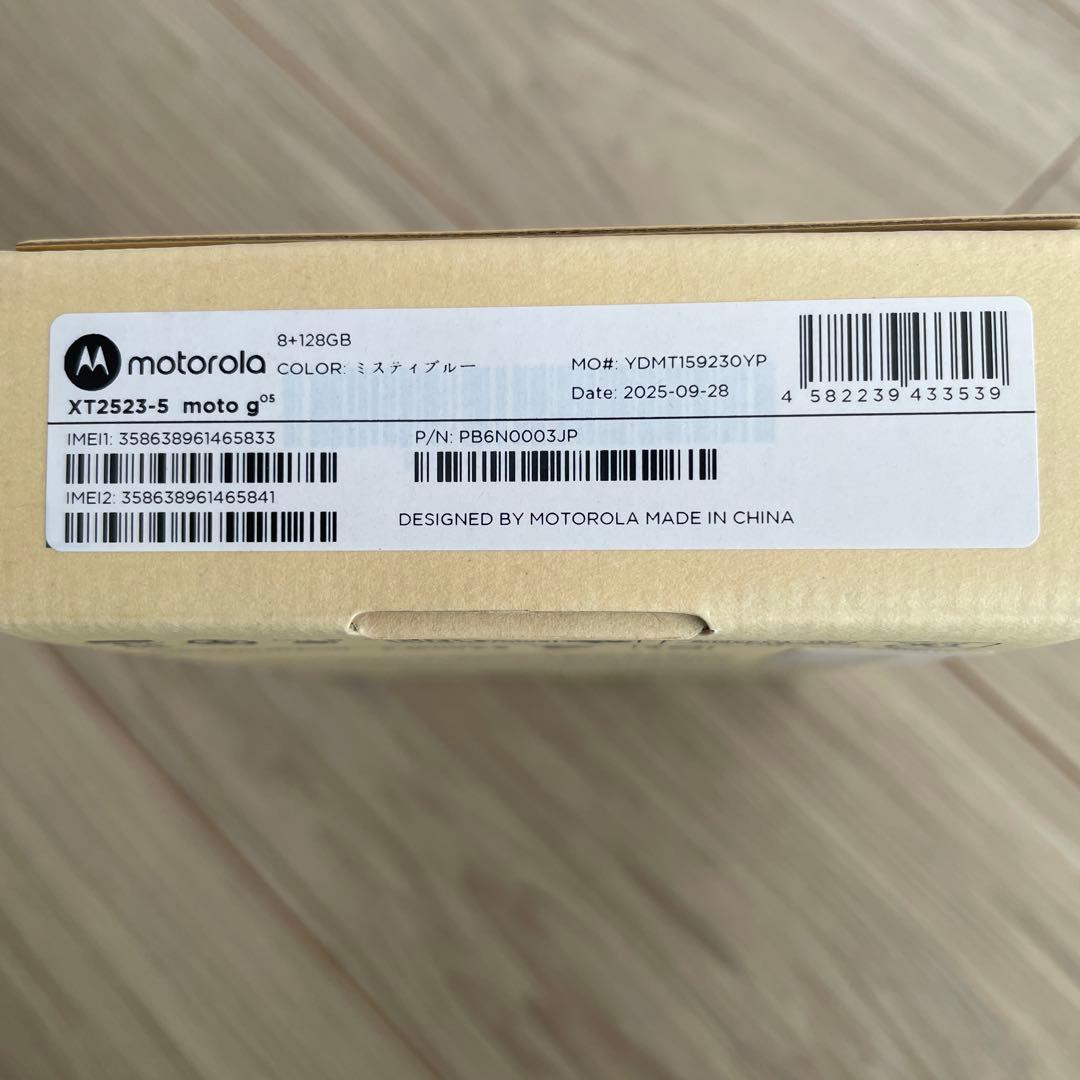 motorola
8+128GB
COLOR: ミスティブルー
XT2523-5 moto g05
MO#: YDMT159230YP
Date: 2025-09-28
4 582239 433539
IMEI1: 358638961465833
IMEI2: 358638961465841
P/N: PB6N0003JP
DESIGNED BY MOTOROLA MADE IN CHINA